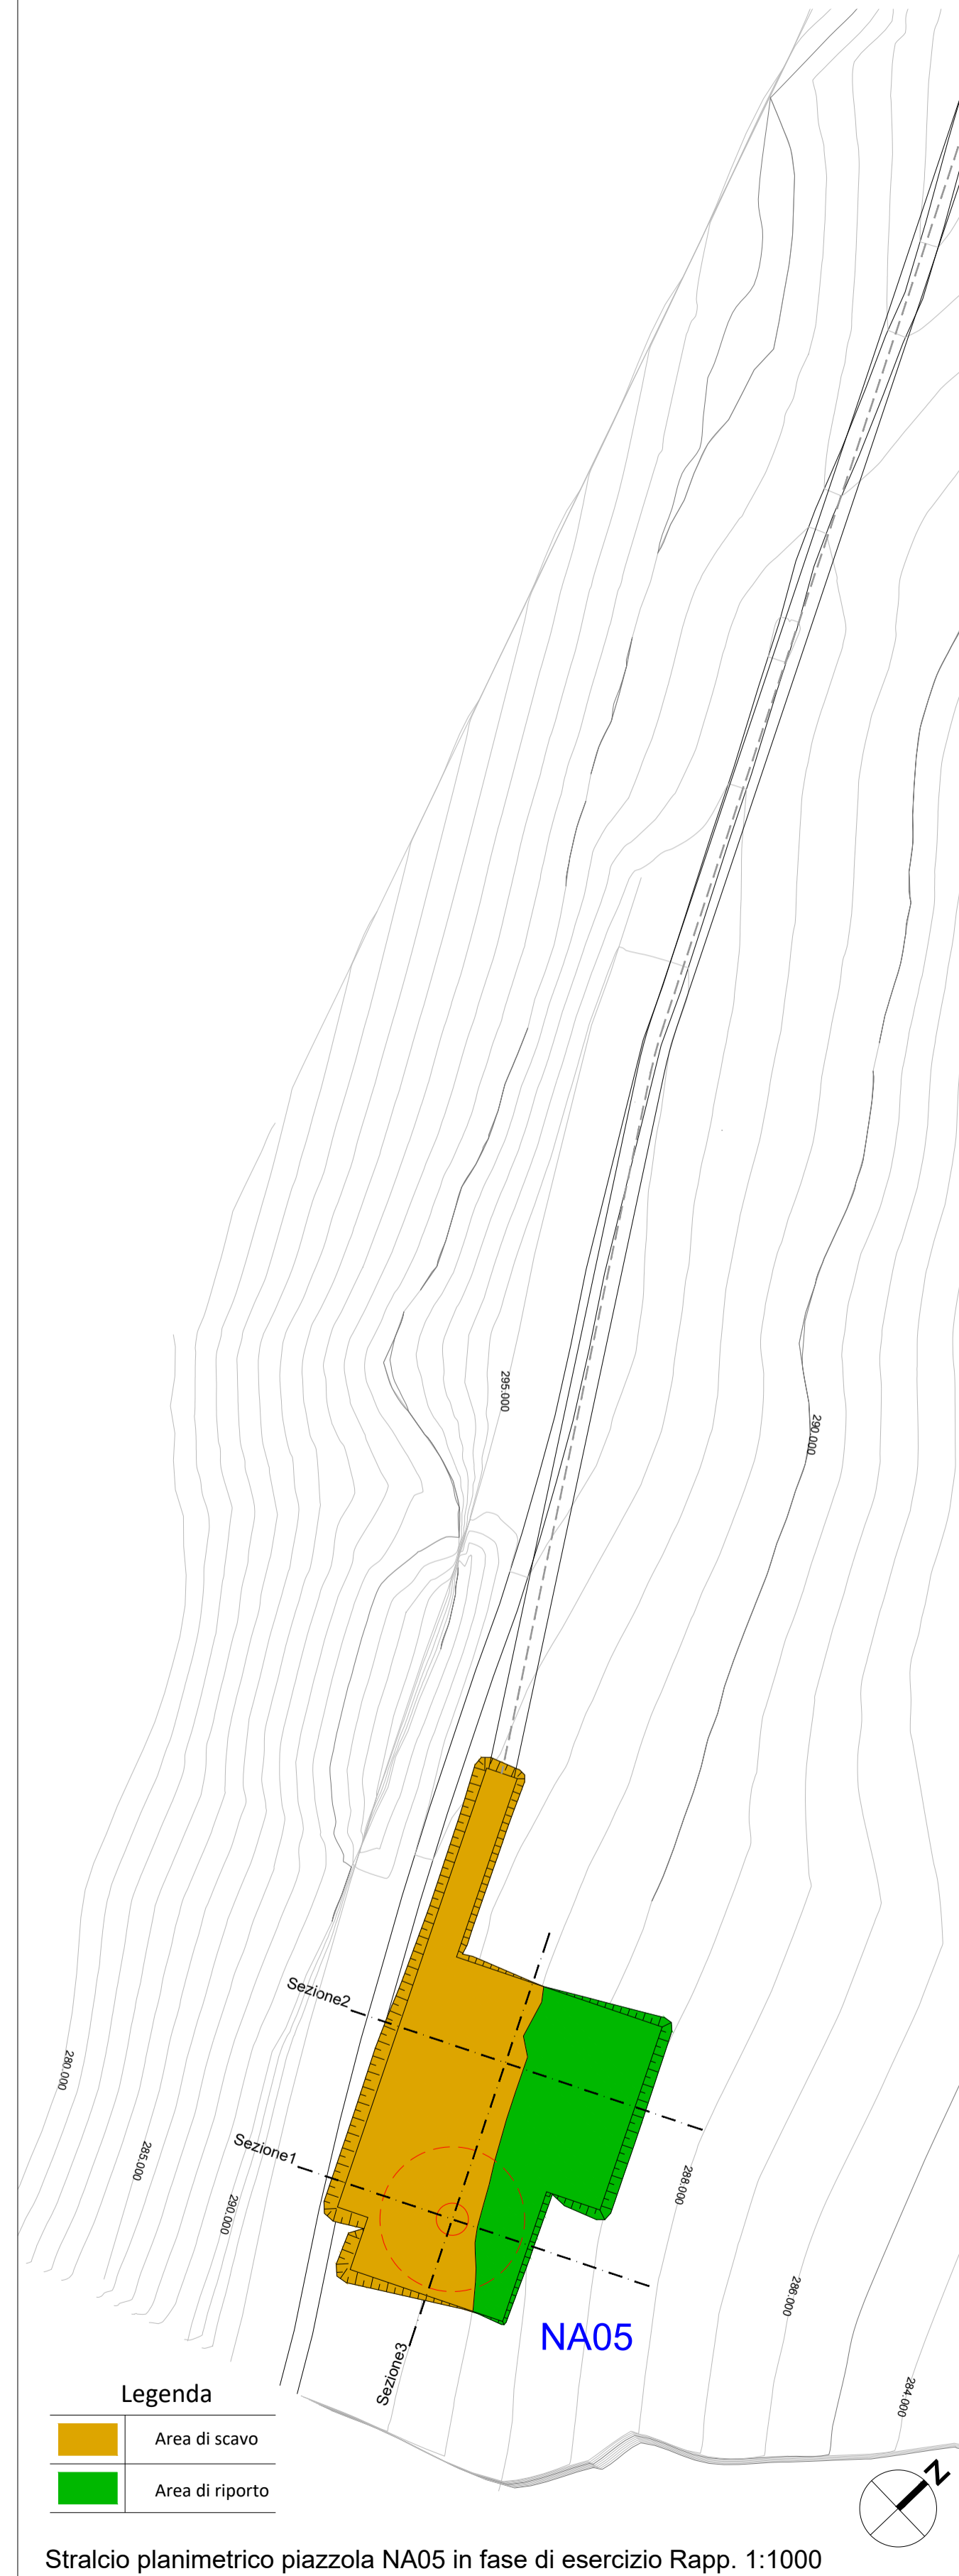 295.000
290.000
Sezione2
280.000
Sezione1
285.000
288.000
290.000
286.000
NA05
Sezione3
284.000
Legenda
Area di scavo
Area di riporto
N
Stralcio planimetrico piazzola NA05 in fase di esercizio Rapp. 1:1000